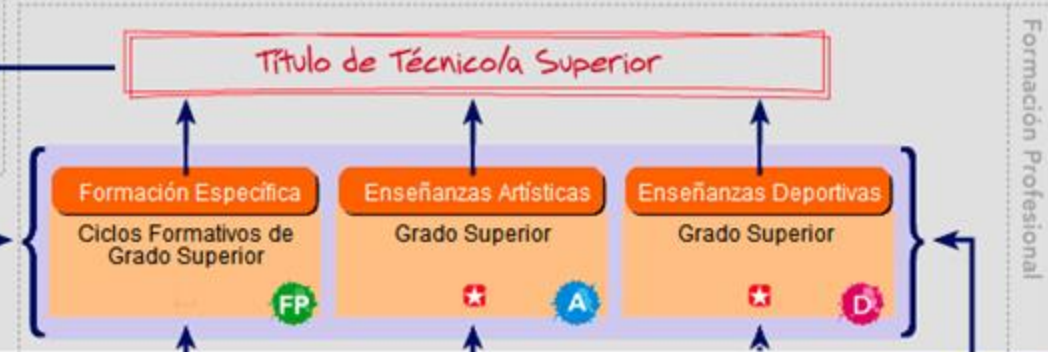 Título de Técnico/a Superior
Formación Específica
Ciclos Formativos de
Grado Superior
FP
Enseñanzas Artísticas
Grado Superior
A
Enseñanzas Deportivas
Grado Superior
D
Formación Profesional